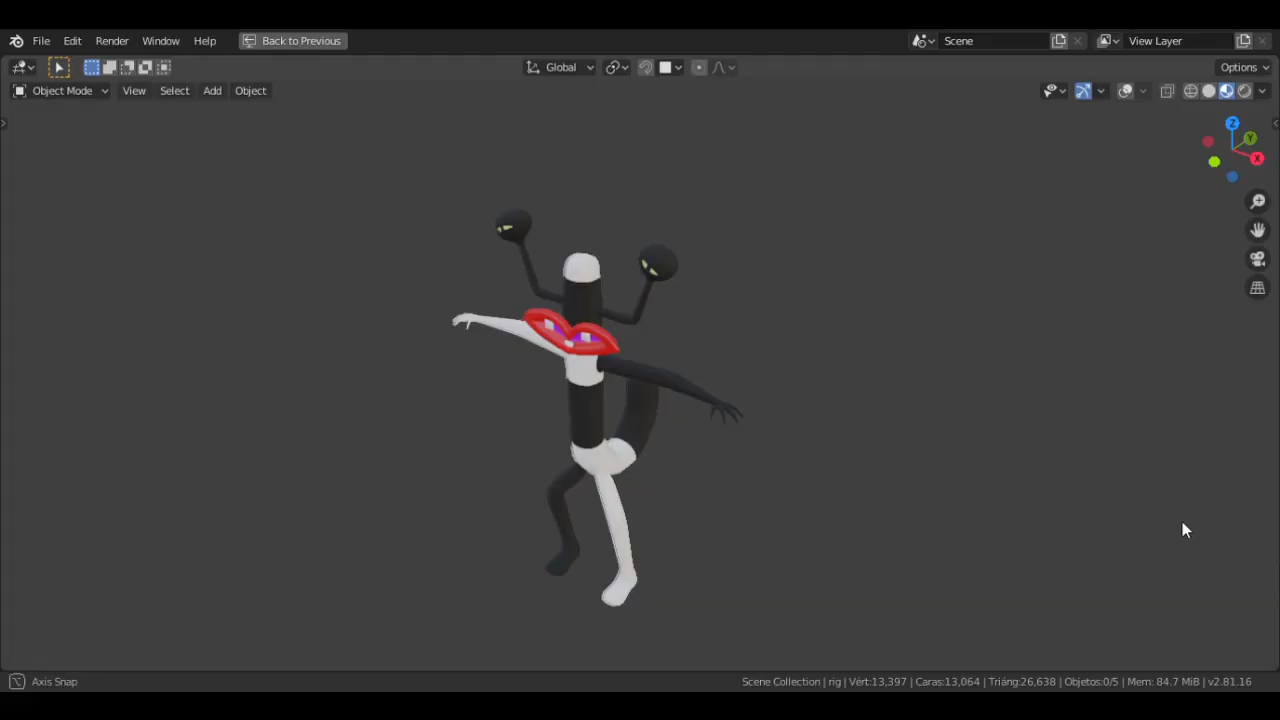 File Edit Render Window Help Back to Previous Scene View Layer
Global Options
Object Mode View Select Add Object
Z
Y
X
Axis Snap Scene Collection | rig | Vért:13,397 | Caras:13,064 | Triáng:26,638 | Objetos:0/5 | Mem: 84.7 MiB | v2.81.16